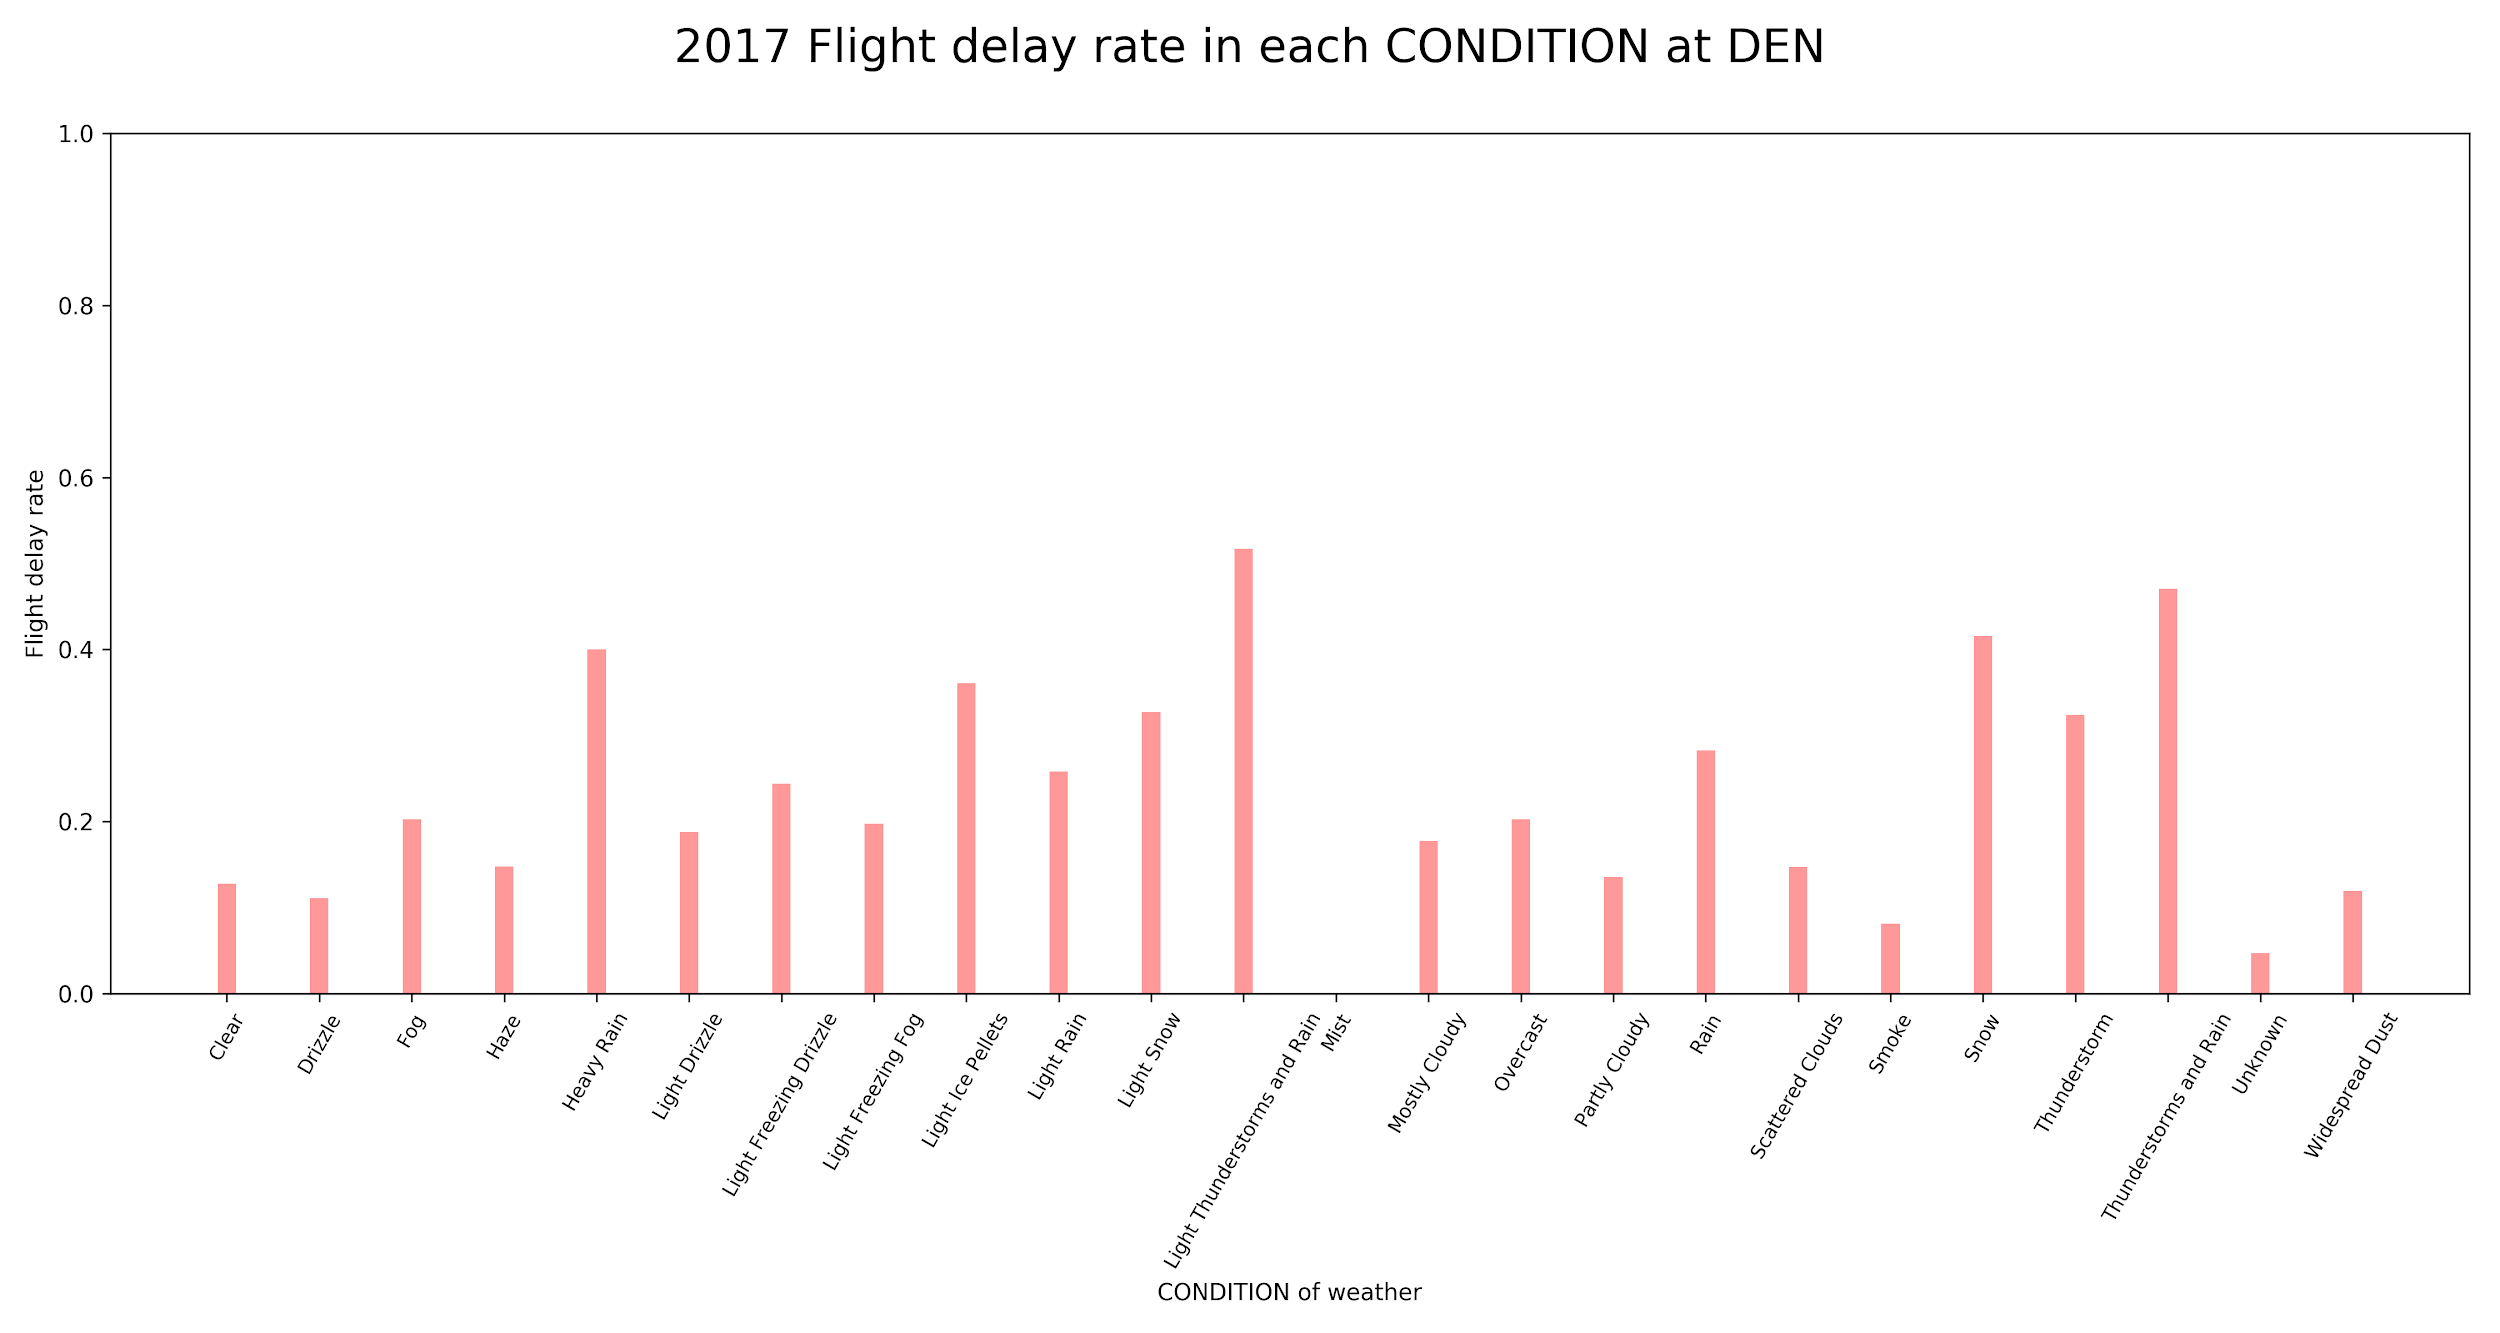 2017 Flight delay rate in each CONDITION at DEN
Flight delay rate
1.0
0.8
0.6
0.4
0.2
0.0
Clear
Drizzle
Fog
Haze
Heavy Rain
Light Drizzle
Light Freezing Drizzle
Light Freezing Fog
Light Ice Pellets
Light Rain
Light Snow
Light Thunderstorms and Rain
Mist
Mostly Cloudy
Overcast
Partly Cloudy
Rain
Scattered Clouds
Smoke
Snow
Thunderstorm
Thunderstorms and Rain
Unknown
Widespread Dust
CONDITION of weather